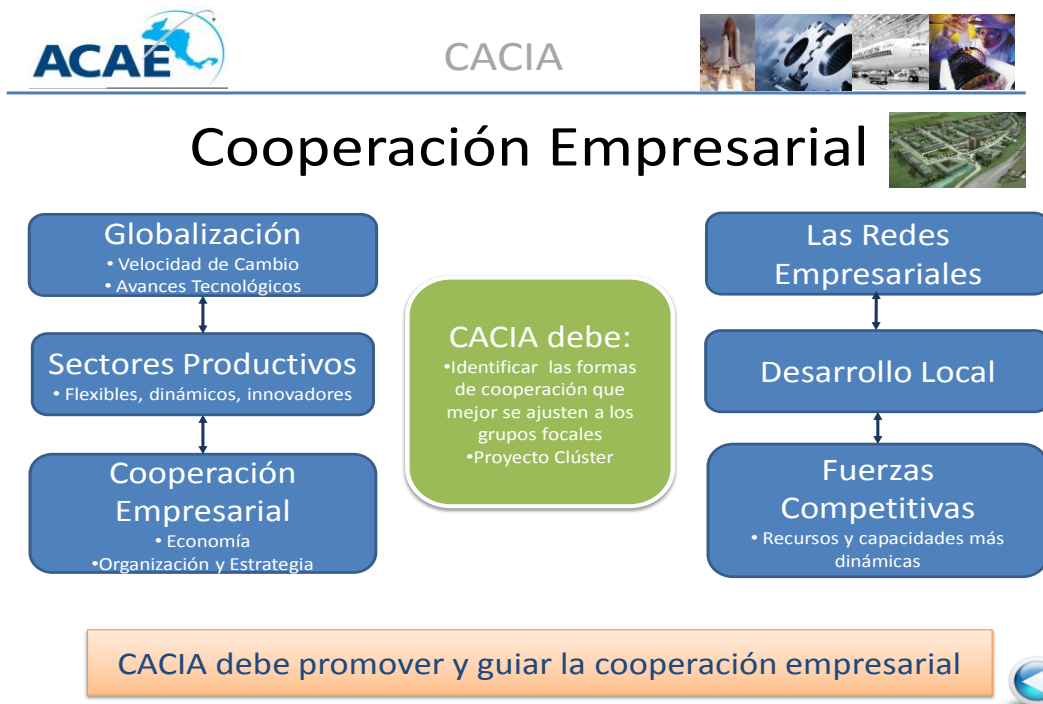 ACAE
CACIA
Cooperación Empresarial
Globalización
• Velocidad de Cambio
• Avances Tecnológicos
Sectores Productivos
• Flexibles, dinámicos, innovadores
Cooperación
Empresarial
• Economía
•Organización y Estrategia
CACIA debe:
•Identificar las formas
de cooperación que
mejor se ajusten a los
grupos focales
•Proyecto Clúster
Las Redes
Empresariales
Desarrollo Local
Fuerzas
Competitivas
• Recursos y capacidades más
dinámicas
CACIA debe promover y guiar la cooperación empresarial